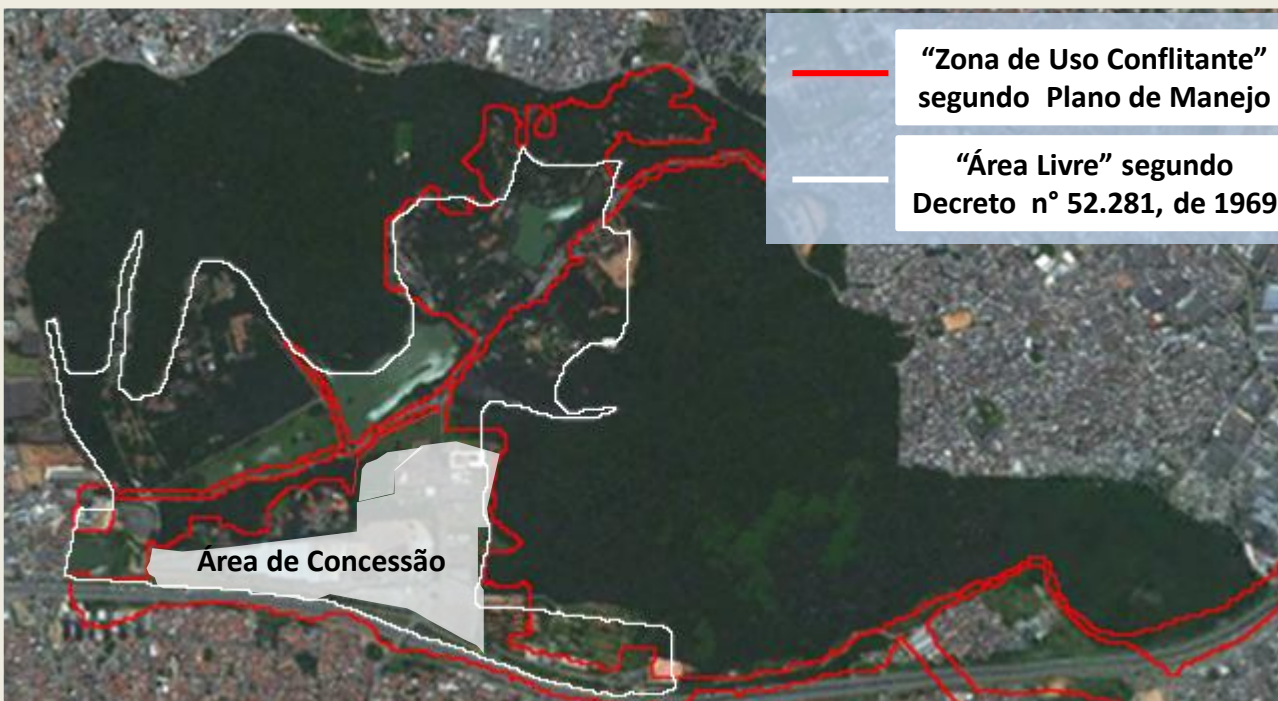 “Zona de Uso Conflitante”
segundo Plano de Manejo
“Área Livre” segundo
Decreto n° 52.281, de 1969
Área de Concessão